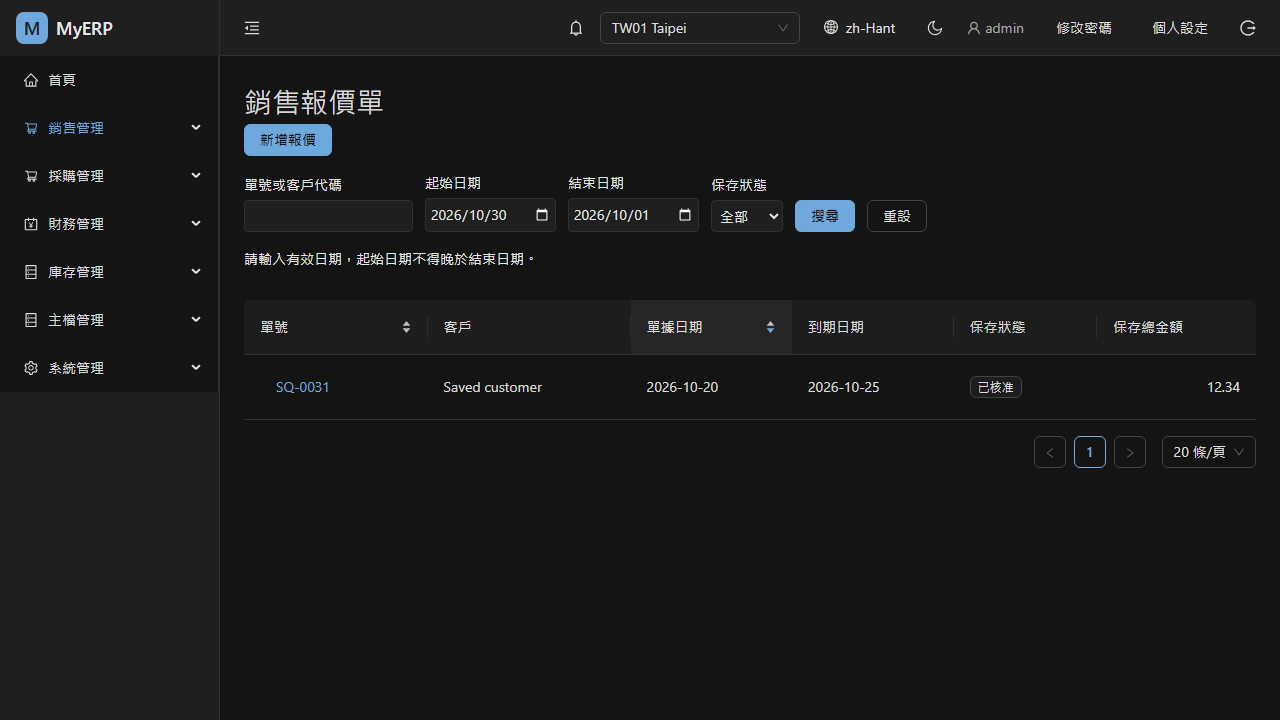 M MyERP
TW01 Taipei
zh-Hant
admin
修改密碼
個人設定
首頁
銷售管理
採購管理
財務管理
庫存管理
主檔管理
系統管理
銷售報價單
新增報價
單號或客戶代碼
起始日期
結束日期
保存狀態
2026/10/30
2026/10/01
全部
搜尋
重設
請輸入有效日期，起始日期不得晚於結束日期。
單號 客戶 單據日期 到期日期 保存狀態 保存總金額
SQ-0031 Saved customer 2026-10-20 2026-10-25 已核准 12.34
1
20 條/頁